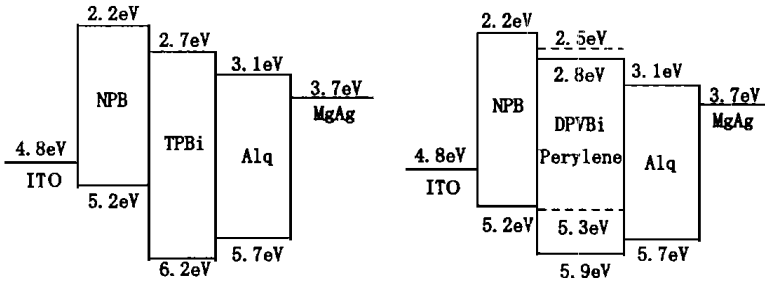 2.2eV
2.7eV
3.1eV
3.7eV
MgAg
NPB
TPBi
Alq
4.8eV
ITO
5.2eV
5.7eV
6.2eV
2.2eV
2.5eV
2.8eV
3.1eV
3.7eV
MgAg
NPB
DPVBi
Perylene
Alq
4.8eV
ITO
5.2eV
5.3eV
5.7eV
5.9eV